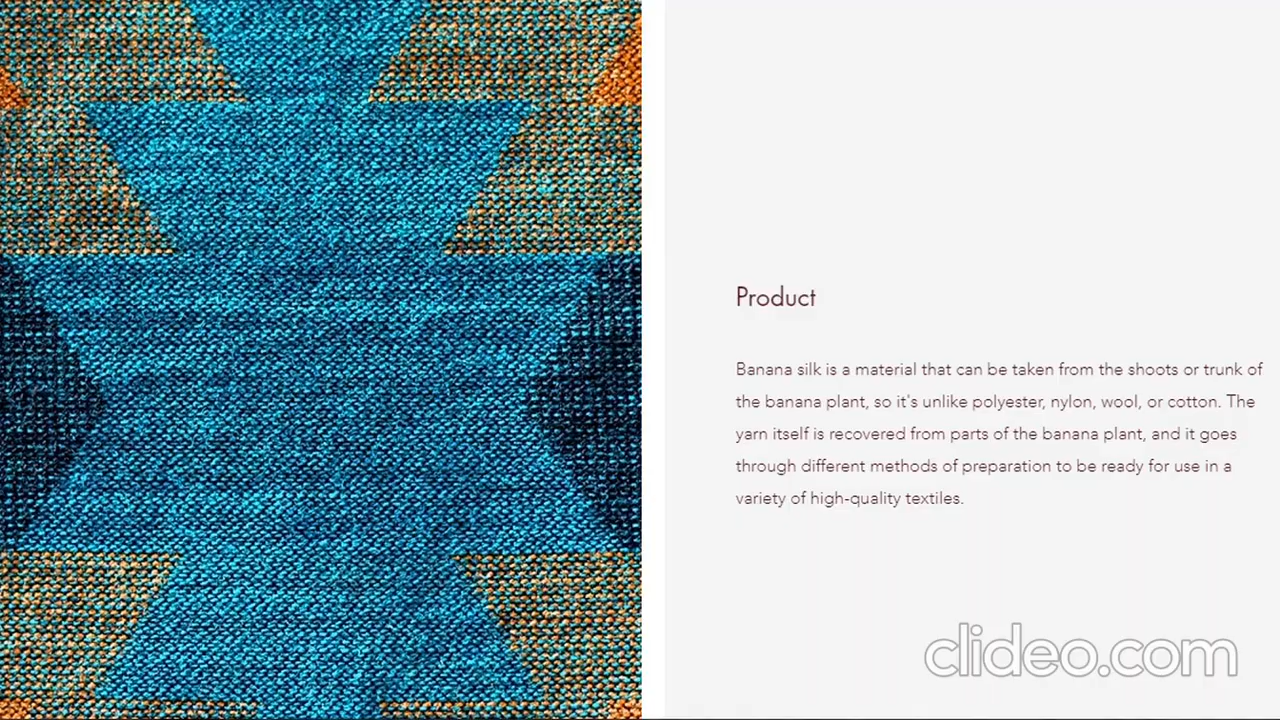 Product
Banana silk is a material that can be taken from the shoots or trunk of
the banana plant, so it's unlike polyester, nylon, wool, or cotton. The
yarn itself is recovered from parts of the banana plant, and it goes
through different methods of preparation to be ready for use in a
variety of high-quality textiles.
clideo.com